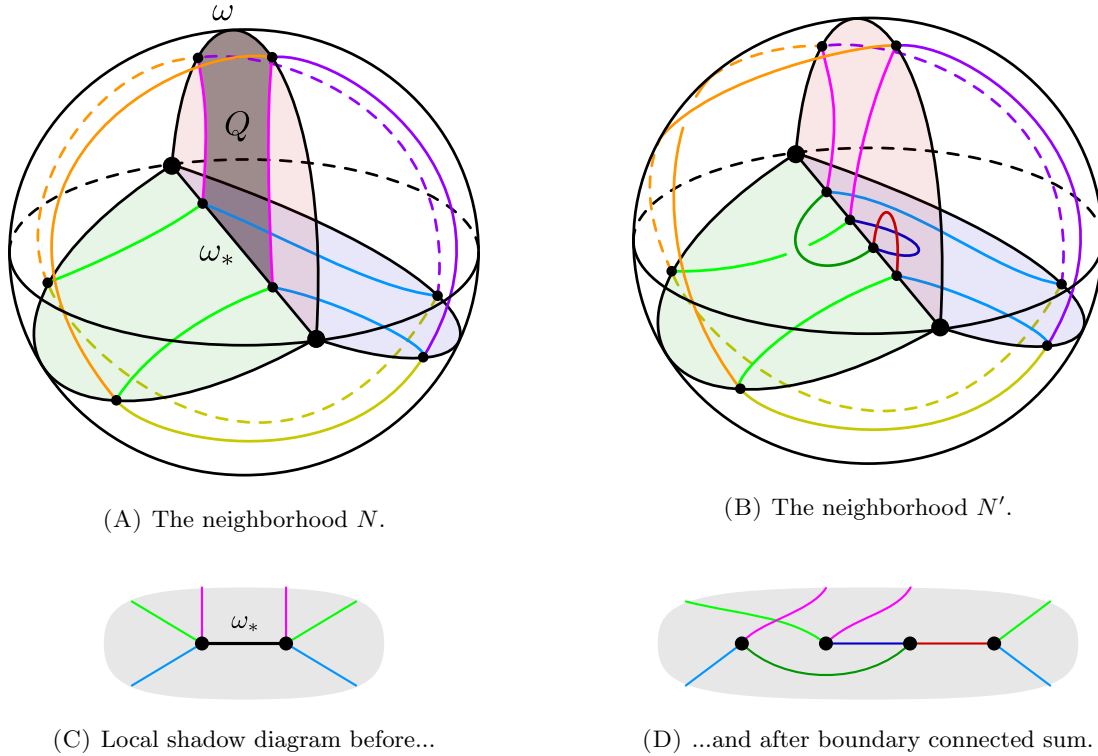 ω
Q
ω*
(A) The neighborhood N.
(B) The neighborhood N′.
ω*
(C) Local shadow diagram before...
(D) ...and after boundary connected sum.